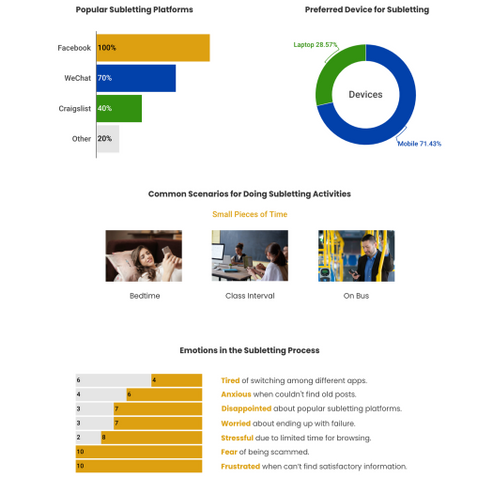 Popular Subletting Platforms
Preferred Device for Subletting
Facebook 100%
WeChat 70%
Craigslist 40%
Other 20%
Laptop 28.57%
Devices
Mobile 71.43%
Common Scenarios for Doing Subletting Activities
Small Pieces of Time
Bedtime
Class Interval
On Bus
Emotions in the Subletting Process
6 4 Tired of switching among different apps.
4 6 Anxious when couldn't find old posts.
3 7 Disappointed about popular subletting platforms.
3 7 Worried about ending up with failure.
2 8 Stressful due to limited time for browsing.
10 Fear of being scammed.
10 Frustrated when can't find satisfactory information.